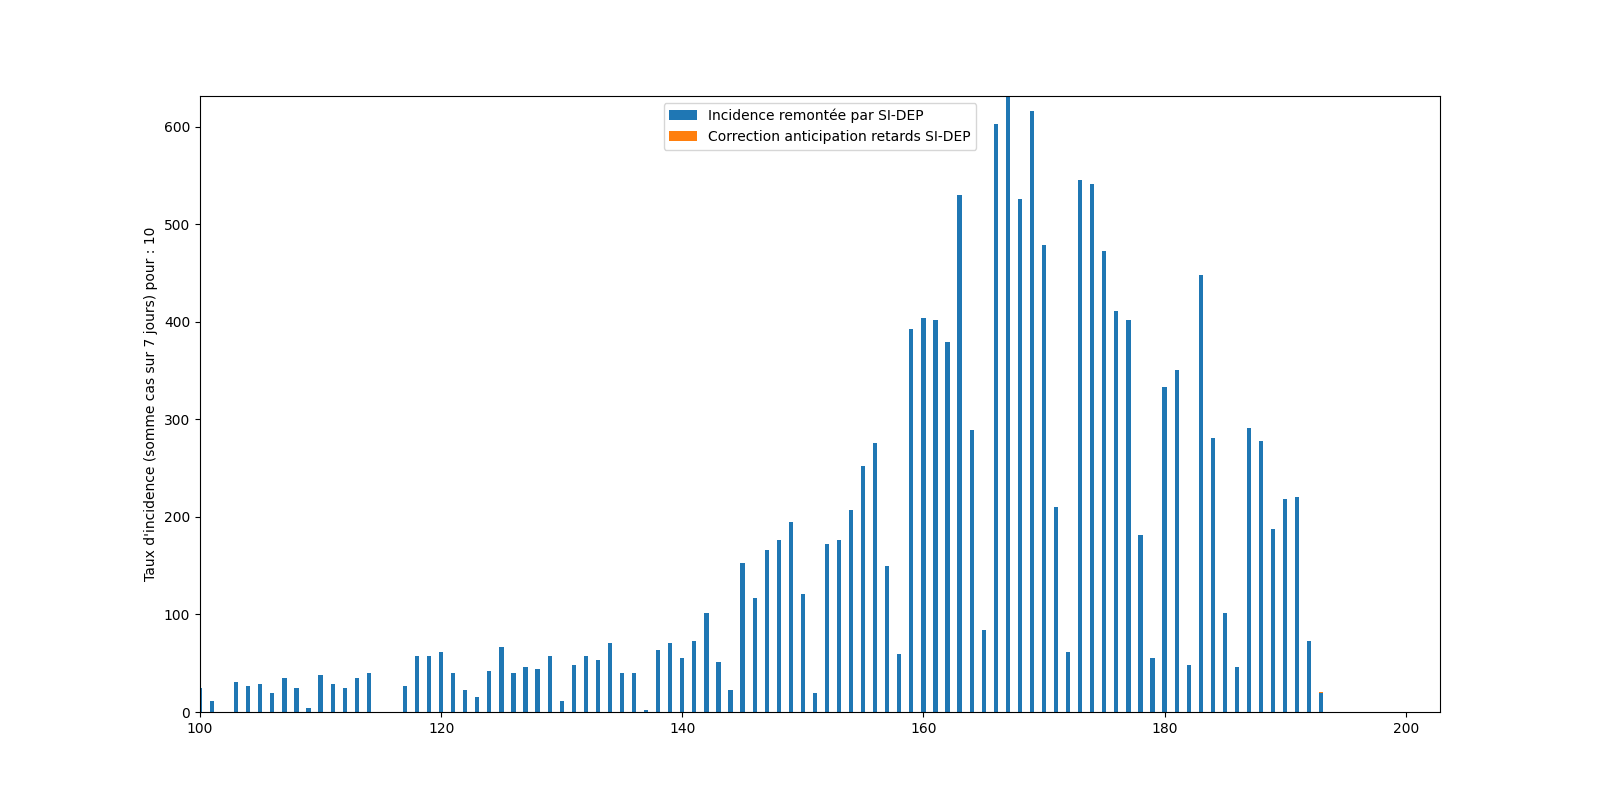 Incidence remontée par SI-DEP
Correction anticipation retards SI-DEP
Taux d'incidence (somme cas sur 7 jours) pour : 10
600
500
400
300
200
100
0
100 120 140 160 180 200